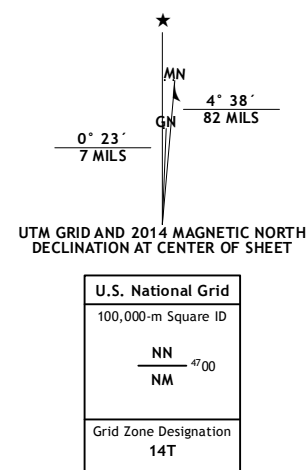 ★
MN
GN
4° 38´
82 MILS
0° 23´
7 MILS
UTM GRID AND 2014 MAGNETIC NORTH
DECLINATION AT CENTER OF SHEET
U.S. National Grid
100,000-m Square ID
NN
4700
NM
Grid Zone Designation
14T